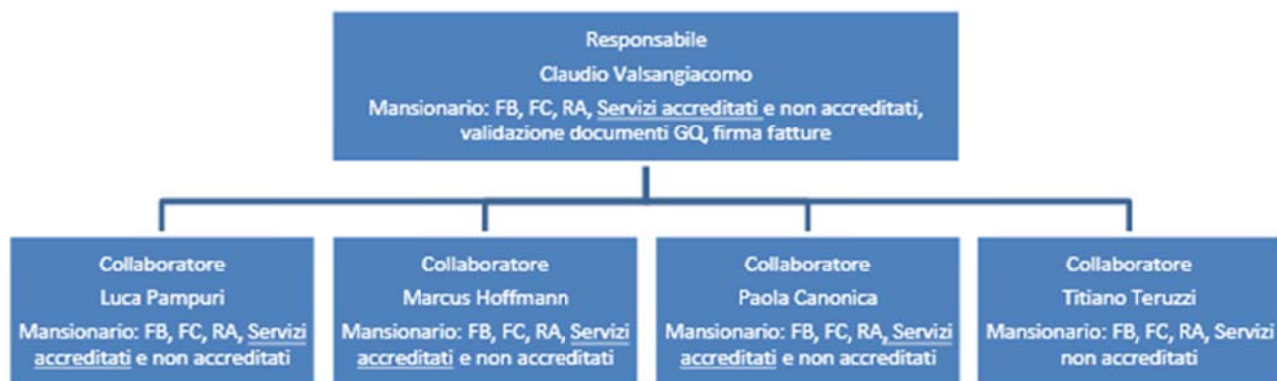 Responsabile
Claudio Valsangiacomo
Mansionario: FB, FC, RA, Servizi accreditati e non accreditati,
validazione documenti GQ, firma fatture
Collaboratore
Luca Pampuri
Mansionario: FB, FC, RA, Servizi
accreditati e non accreditati
Collaboratore
Marcus Hoffmann
Mansionario: FB, FC, RA, Servizi
accreditati e non accreditati
Collaboratore
Paola Canonica
Mansionario: FB, FC, RA, Servizi
accreditati e non accreditati
Collaboratore
Titiano Teruzzi
Mansionario: FB, FC, RA, Servizi
non accreditati